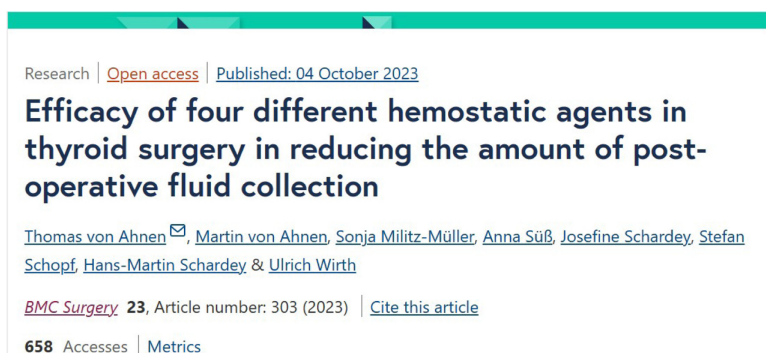 Research Open access Published: 04 October 2023
Efficacy of four different hemostatic agents in
thyroid surgery in reducing the amount of post-
operative fluid collection
Thomas von Ahnen, Martin von Ahnen, Sonja Militz-Müller, Anna Süß, Josefine Schardey, Stefan
Schopf, Hans-Martin Schardey & Ulrich Wirth
BMC Surgery 23, Article number: 303 (2023) Cite this article
658 Accesses Metrics